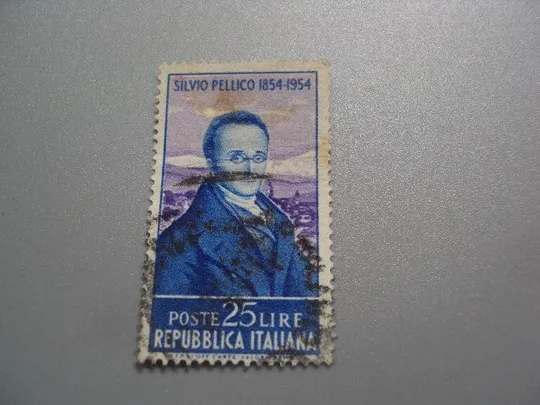 SILVIO PELLICO 1854-1954
POSTE 25 LIRE
REPUBBLICA ITALIANA